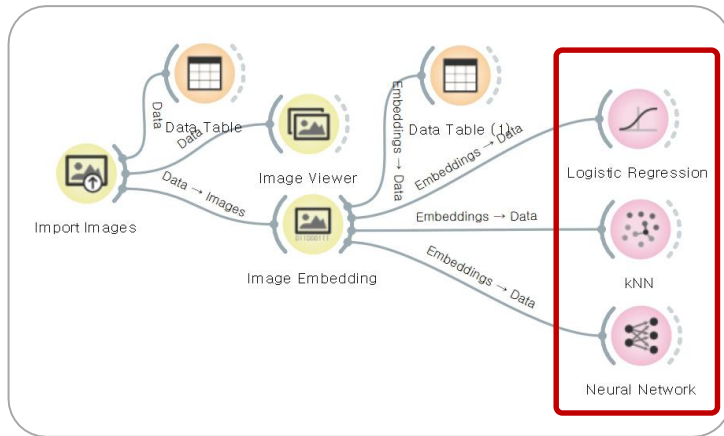 Data
Data Table
Data
Image Viewer
Data → Images
Import Images
Image Embedding
Embeddings → Data
Data Table (1)
Embeddings → Data
Logistic Regression
Embeddings → Data
kNN
Embeddings → Data
Neural Network